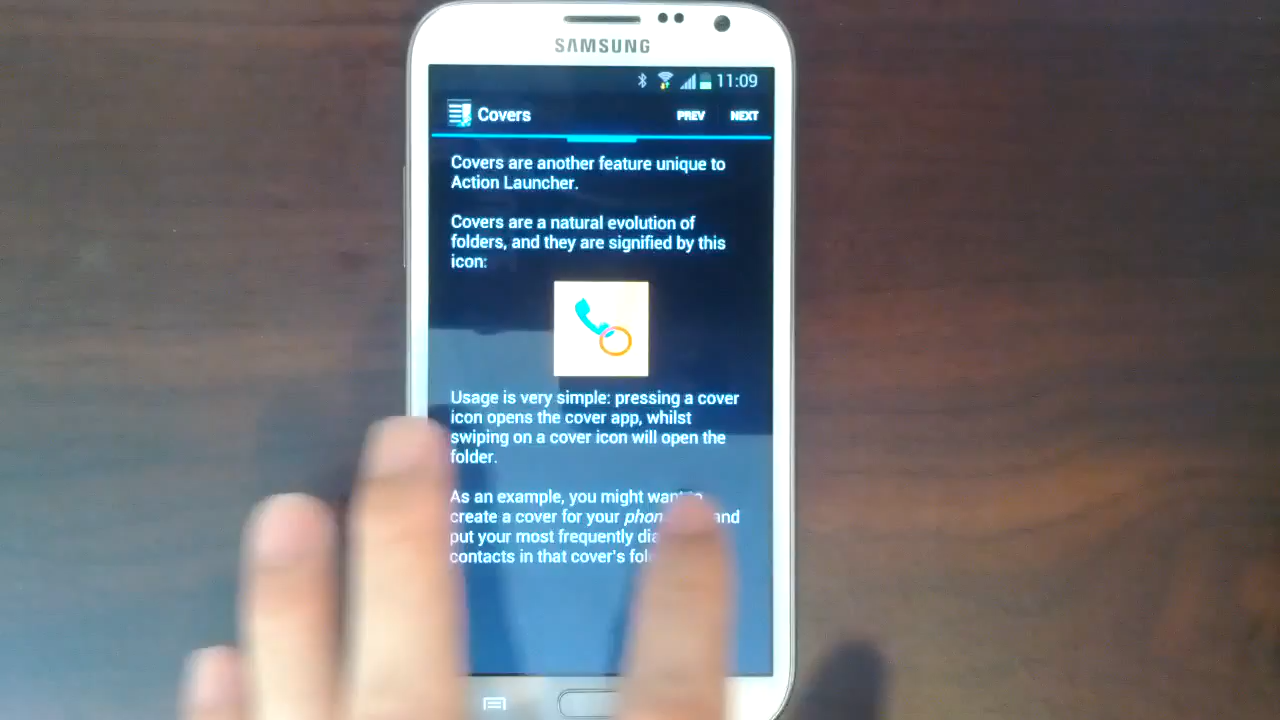 SAMSUNG
11:09
Covers
PREV
NEXT
Covers are another feature unique to
Action Launcher.
Covers are a natural evolution of
folders, and they are signified by this
icon:
Usage is very simple: pressing a cover
icon opens the cover app, whilst
swiping on a cover icon will open the
folder.
As an example, you might want to
create a cover for your and
put your most frequently
contacts in that cover's